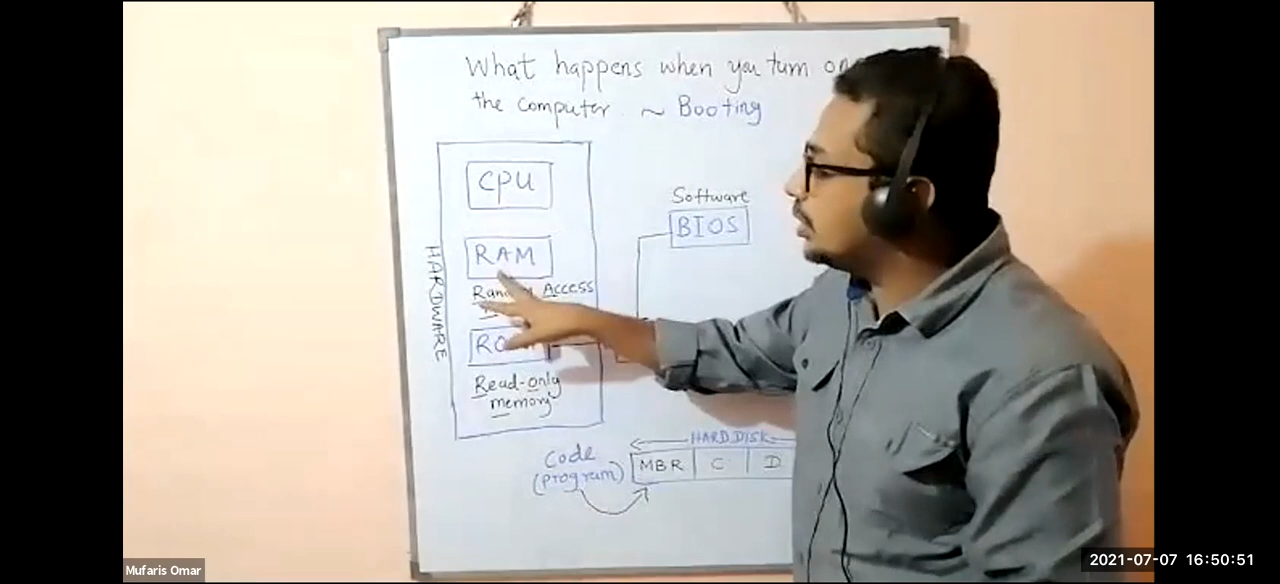 What happens when you turn on
the computer ~ Booting
CPU
RAM
Access
Read-only
memory
HARDWARE
Software
BIOS
Code
(program)
HARD DISK
MBR C D
Mufaris Omar
2021-07-07 16:50:51